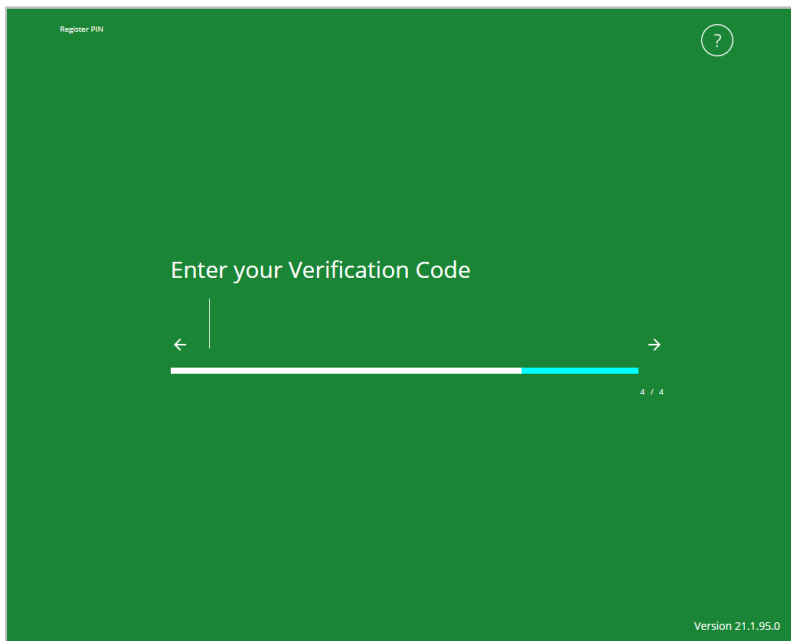 Register PIN
?
Enter your Verification Code
4 / 4
Version 21.1.95.0